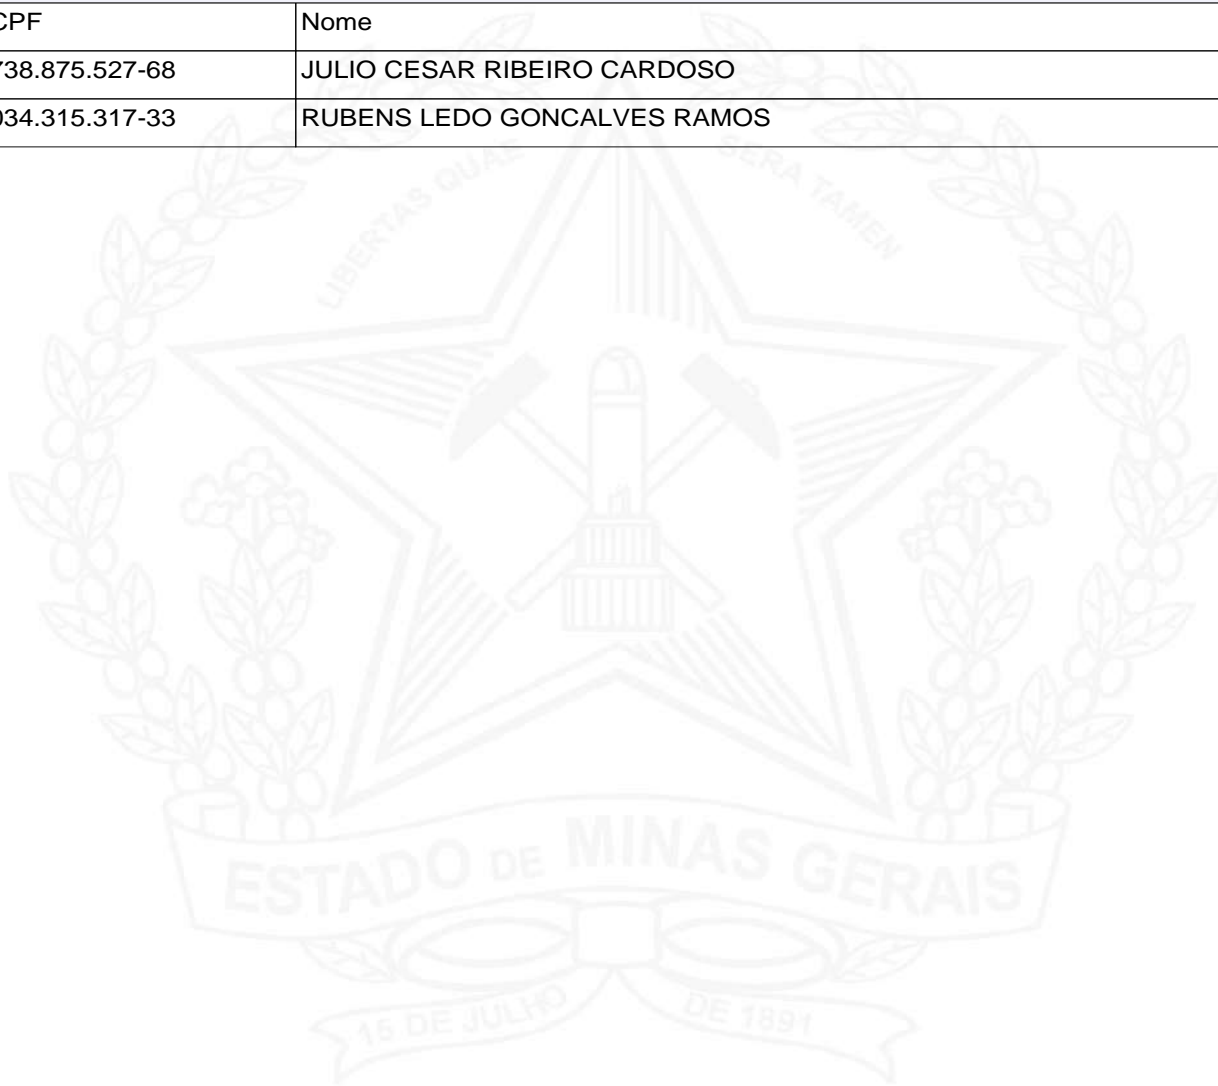 CPF Nome
738.875.527-68 JULIO CESAR RIBEIRO CARDOSO
034.315.317-33 RUBENS LEDO GONCALVES RAMOS
LIBERTAS QUAE SERA TAMEN
ESTADO DE MINAS GERAIS
15 DE JULHO DE 1891